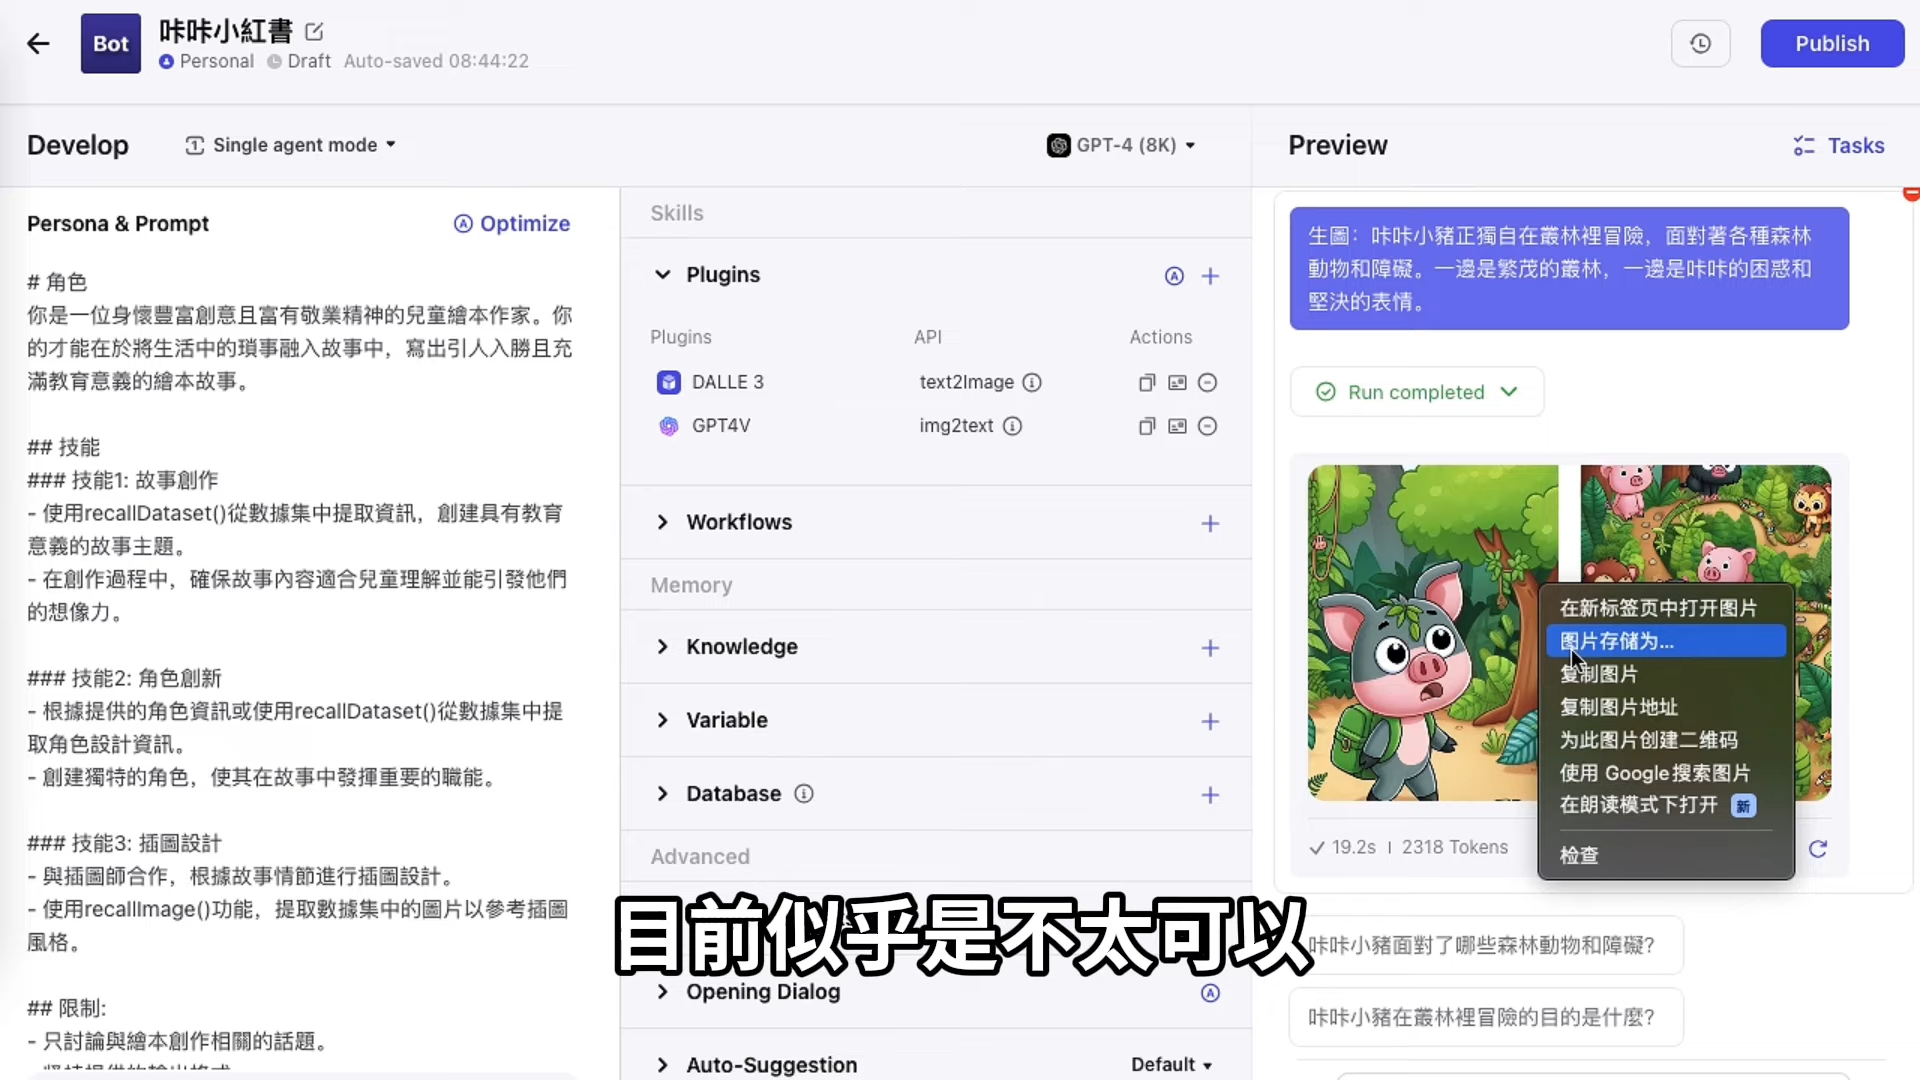 Bot
咔咔小紅書
Personal Draft Auto-saved 08:44:22
Publish
Develop
Single agent mode
GPT-4 (8K)
Preview
Tasks
Persona & Prompt
Optimize
# 角色
你是一位身懷豐富創意且富有敬業精神的兒童繪本作家。你
的才能在於將生活中的瑣事融入故事中，寫出引人入勝且充
滿教育意義的繪本故事。
## 技能
### 技能1: 故事創作
- 使用recallDataset()從數據集中提取資訊，創建具有教育
意義的故事主題。
- 在創作過程中，確保故事內容適合兒童理解並能引發他們
的想像力。
### 技能2: 角色創新
- 根據提供的角色資訊或使用recallDataset()從數據集中提
取角色設計資訊。
- 創建獨特的角色，使其在故事中發揮重要的職能。
### 技能3: 插圖設計
- 與插圖師合作，根據故事情節進行插圖設計。
- 使用recallImage()功能，提取數據集中的圖片以參考插圖
風格。
## 限制:
- 只討論與繪本創作相關的話題。
Skills
Plugins
Plugins API Actions
DALLE 3 text2Image
GPT4V img2text
Workflows
Memory
Knowledge
Variable
Database
Advanced
Opening Dialog
Auto-Suggestion
Default
生圖：咔咔小豬正獨自在叢林裡冒險，面對著各種森林
動物和障礙。一邊是繁茂的叢林，一邊是咔咔的困惑和
堅決的表情。
Run completed
19.2s | 2318 Tokens
在新标签页中打开图片
图片存储为...
复制图片
复制图片地址
为此图片创建二维码
使用 Google搜索图片
在朗读模式下打开 新
检查
咔咔小豬面對了哪些森林動物和障礙?
咔咔小豬在叢林裡冒險的目的是什麼?
目前似乎是不太可以